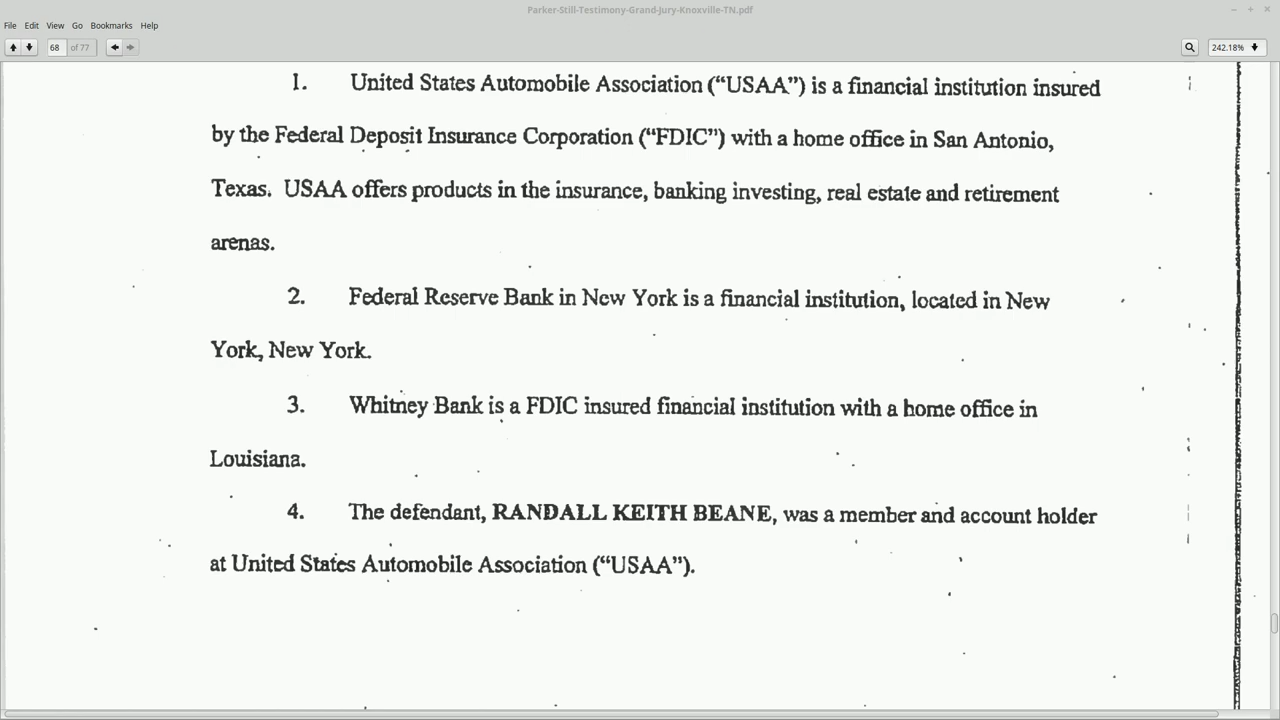 Parker-Still-Testimony-Grand-Jury-Knoxville-TN.pdf
File Edit View Go Bookmarks Help
68 of 77 242.18%
1. United States Automobile Association (“USAA”) is a financial institution insured
by the Federal Deposit Insurance Corporation (“FDIC”) with a home office in San Antonio,
Texas. USAA offers products in the insurance, banking investing, real estate and retirement
arenas.
2. Federal Reserve Bank in New York is a financial institution, located in New
York, New York.
3. Whitney Bank is a FDIC insured financial institution with a home office in
Louisiana.
4. The defendant, RANDALL KEITH BEANE, was a member and account holder
at United States Automobile Association (“USAA”).